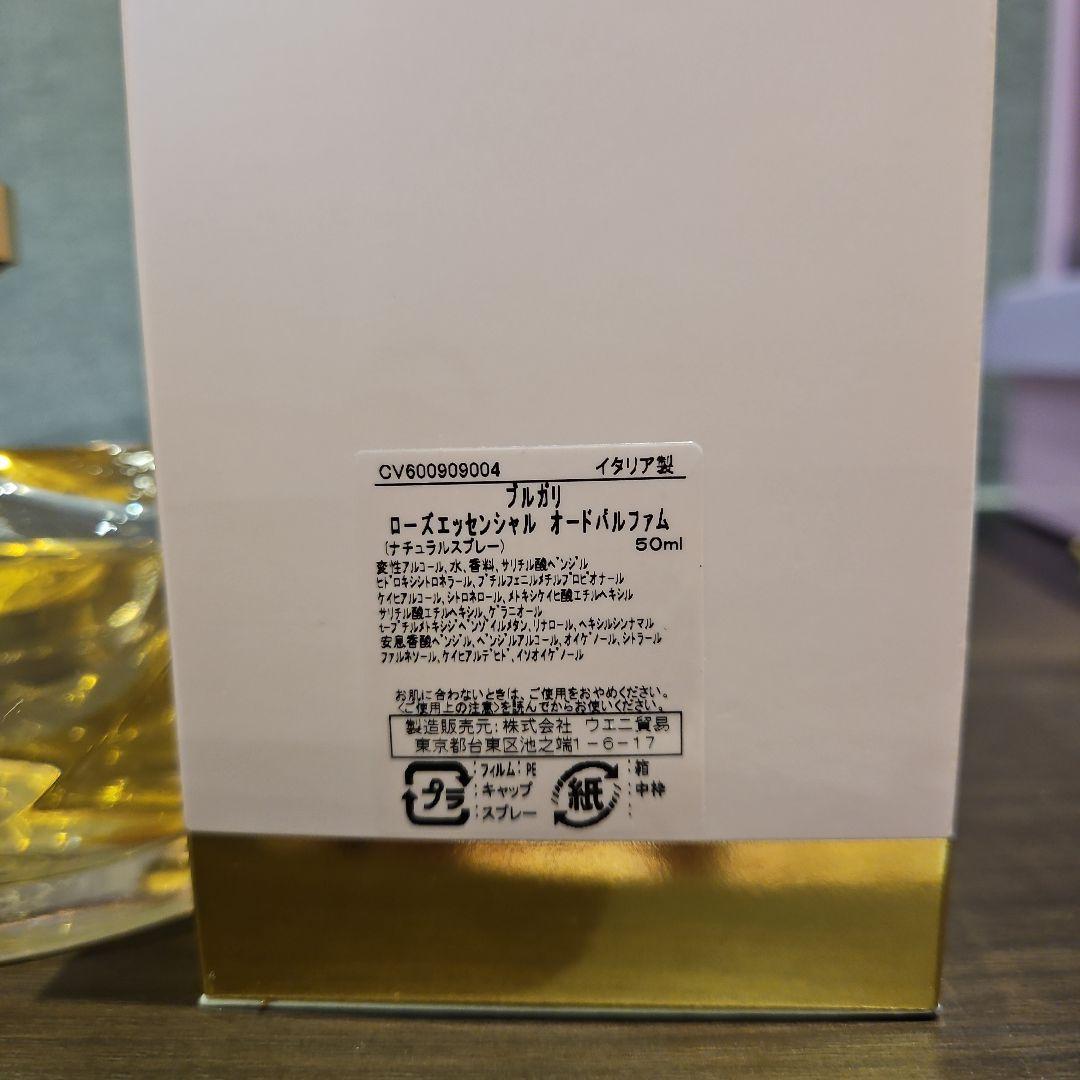 CV600909004 イタリア製
ブルガリ
ローズエッセンシャル オードパルファム
(ナチュラルスプレー) 50ml
変性アルコール、水、香料、サリチル酸ベンジル
ヒドロキシシトロネラール、ブチルフェニルメチルプロピオナール
ケイヒアルコール、シトロネロール、メトキシケイヒ酸エチルヘキシル
サリチル酸エチルヘキシル、ゲラニオール
t-ブチルメトキシジベンゾイルメタン、リナロール、ヘキシルシンナマル
安息香酸ベンジル、ベンジルアルコール、オイゲノール、シトラール
ファルネソール、ケイヒアルデヒド、イソオイゲノール
お肌に合わないときは、ご使用をおやめください。
〈ご使用上の注意〉を読んでからお使いください。
製造販売元:株式会社 ウエニ貿易
東京都台東区池之端1-6-17
プラ :フィルム:PE 紙 :箱
:キャップ :中枠
:スプレー :